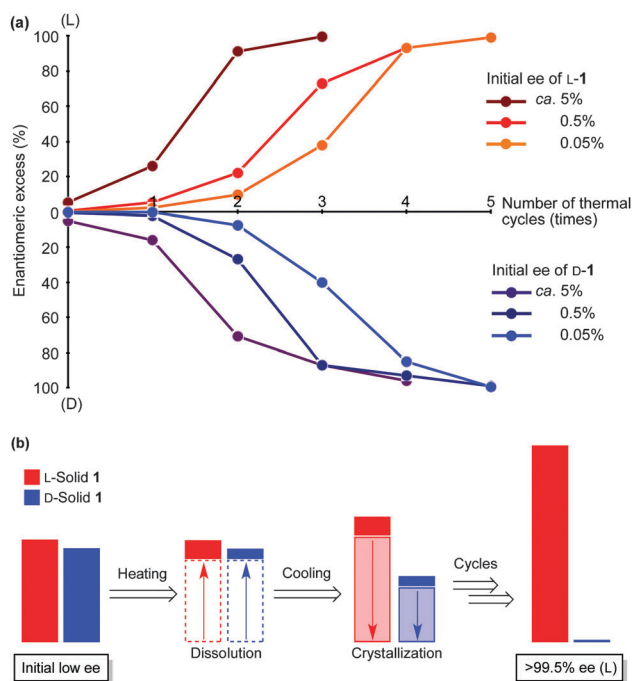 (a)
(L)
Enantiomeric excess (%)
100
80
60
40
20
0
20
40
60
80
100
(D)
1
2
3
4
5
Number of thermal
cycles (times)
Initial ee of L-1
ca. 5%
0.5%
0.05%
Initial ee of D-1
ca. 5%
0.5%
0.05%
(b)
L-Solid 1
D-Solid 1
Heating
Cooling
Cycles
Dissolution
Crystallization
Initial low ee
>99.5% ee (L)